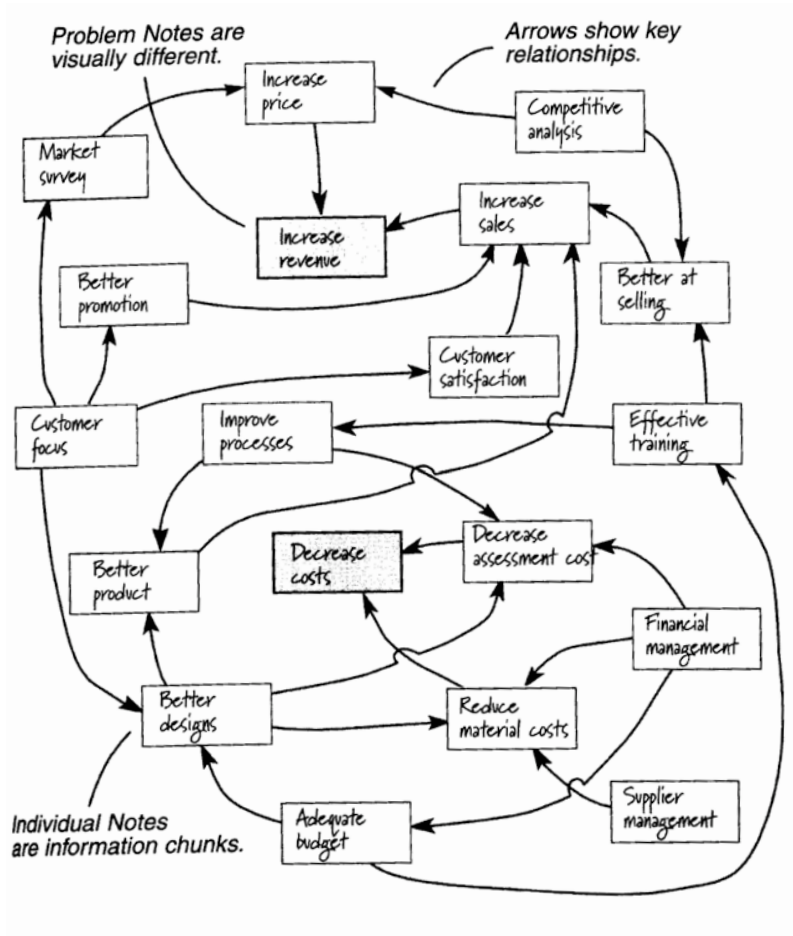 Problem Notes are
visually different.
Arrows show key
relationships.
Increase
price
Competitive
analysis
Market
survey
Increase
sales
Increase
revenue
Better
promotion
Better at
selling
Customer
satisfaction
Customer
focus
Improve
processes
Effective
training
Decrease
assessment cost
Decrease
costs
Better
product
Financial
management
Better
designs
Reduce
material costs
Supplier
management
Adequate
budget
Individual Notes
are information chunks.